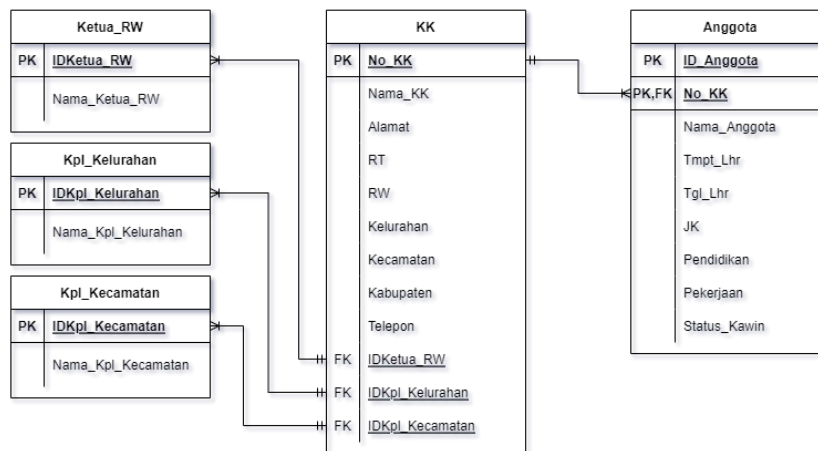 Ketua_RW
PK IDKetua_RW
Nama_Ketua_RW
Kpl_Kelurahan
PK IDKpl_Kelurahan
Nama_Kpl_Kelurahan
Kpl_Kecamatan
PK IDKpl_Kecamatan
Nama_Kpl_Kecamatan
KK
PK No_KK
Nama_KK
Alamat
RT
RW
Kelurahan
Kecamatan
Kabupaten
Telepon
FK IDKetua_RW
FK IDKpl_Kelurahan
FK IDKpl_Kecamatan
Anggota
PK ID_Anggota
PK,FK No_KK
Nama_Anggota
Tmpt_Lhr
Tgl_Lhr
JK
Pendidikan
Pekerjaan
Status_Kawin